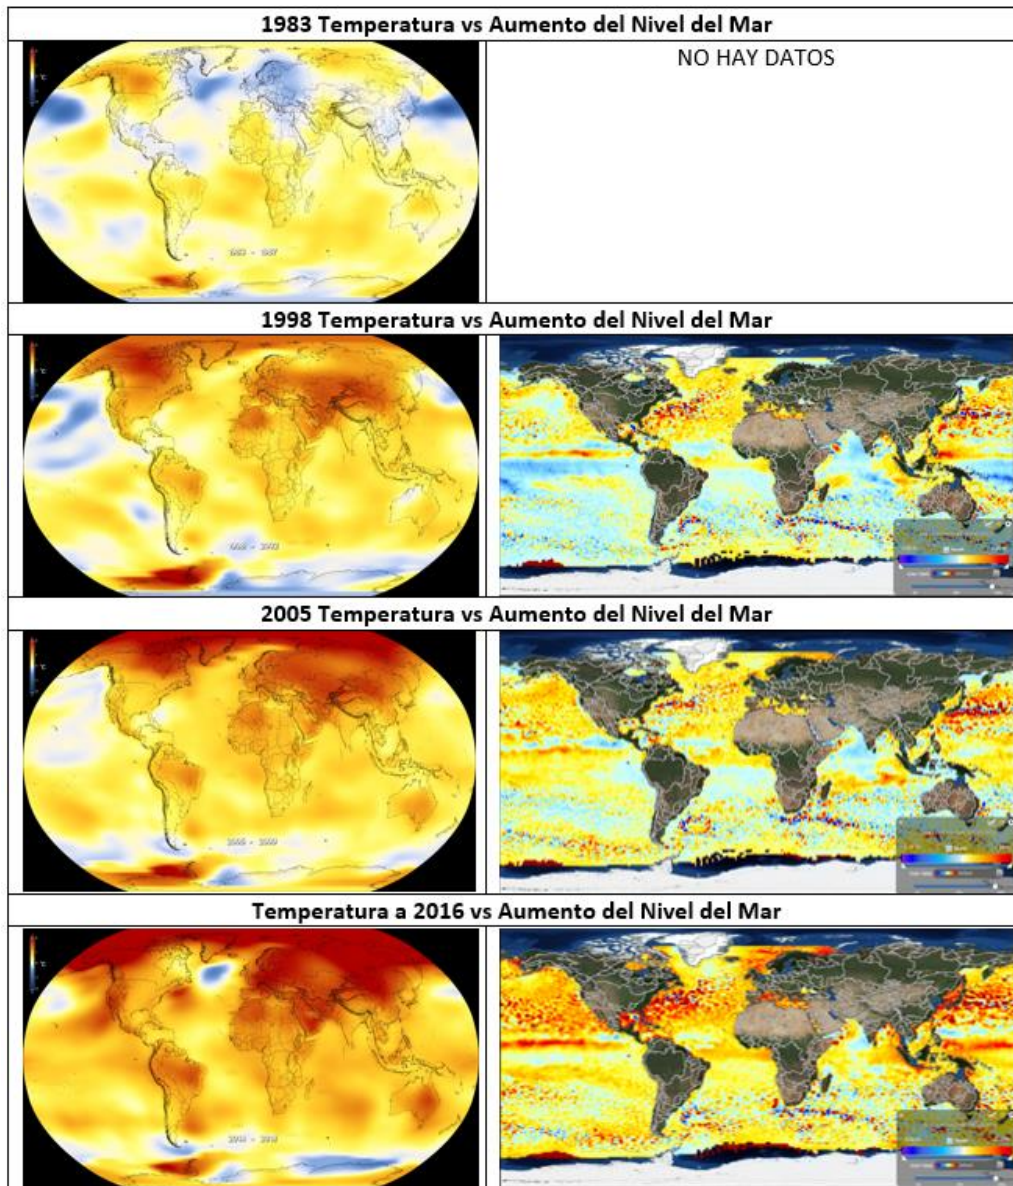 1983 Temperatura vs Aumento del Nivel del Mar
NO HAY DATOS
1998 Temperatura vs Aumento del Nivel del Mar
2005 Temperatura vs Aumento del Nivel del Mar
Temperatura a 2016 vs Aumento del Nivel del Mar